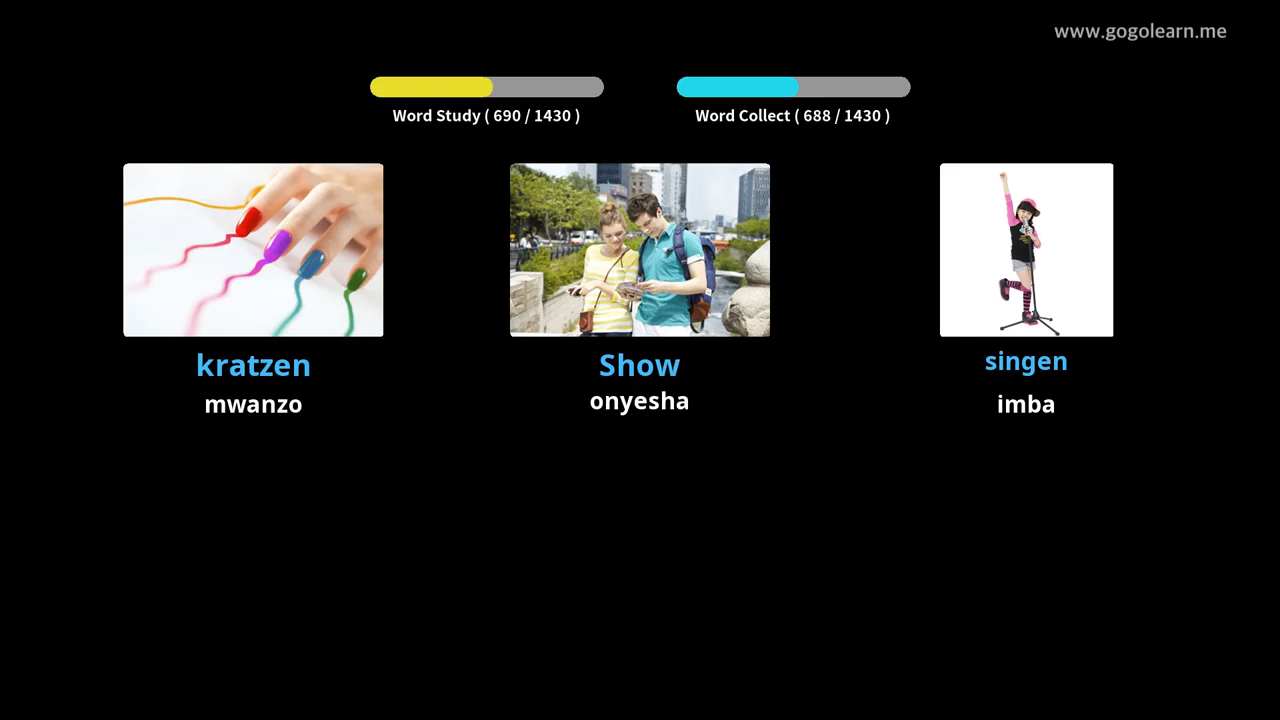 www.gogolearn.me
Word Study ( 690 / 1430 )
Word Collect ( 688 / 1430 )
kratzen
mwanzo
Show
onyesha
singen
imba